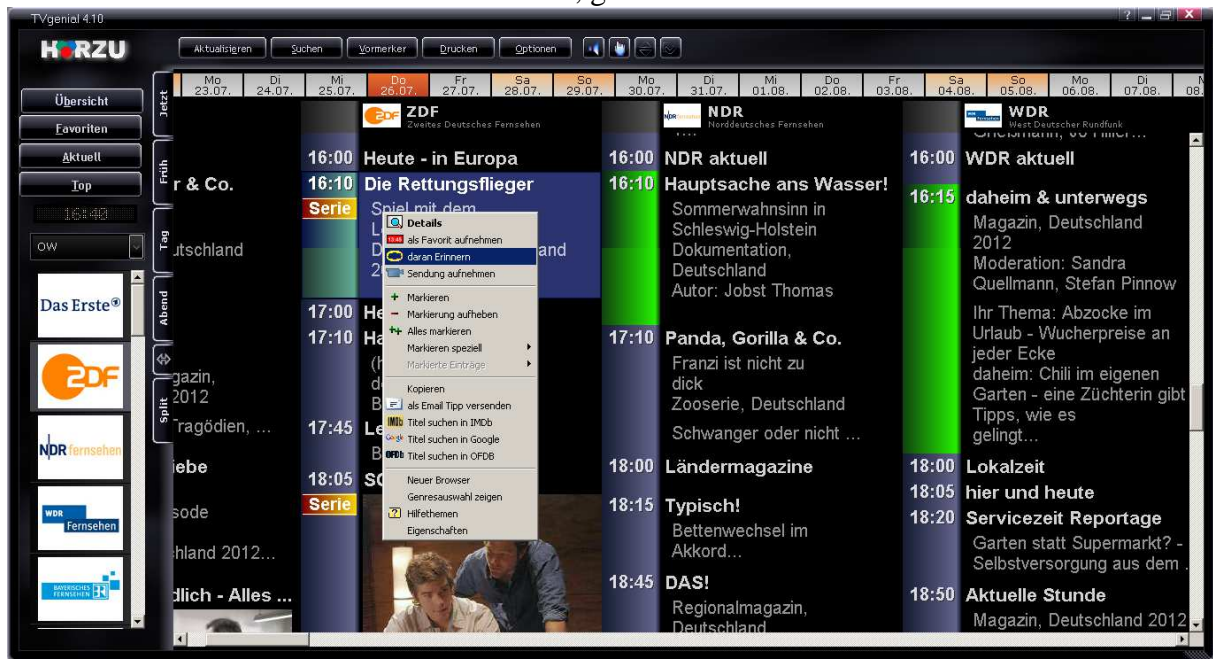 , g
TVgenial 4.10
HÖRZU
Aktualisieren Suchen Vormerker Drucken Optionen
Mo Di Mi Do Fr Sa So Mo Di Mi Do Fr Sa So Mo Di
23.07. 24.07. 25.07. 26.07. 27.07. 28.07. 29.07. 30.07. 31.07. 01.08. 02.08. 03.08. 04.08. 05.08. 06.08. 07.08. 08.
Übersicht
Favoriten
Aktuell
Top
16:40
OW
Das Erste
ZDF
NDR fernsehen
WDR Fernsehen
BAYERISCHES FERNSEHEN BR
Jetzt
Früh
Tag
Abend
Split
r & Co.
utschland
gazin,
2012
Tragödien, ...
iebe
sode
chland 2012...
dlich - Alles ...
ZDF ZDF
Zweites Deutsches Fernsehen
16:00 Heute - in Europa
16:10 Die Rettungsflieger
Serie Spiel mit dem
and
17:00 He
17:10 Ha
17:45 Le
18:05 SO
Serie
Details
als Favorit aufnehmen
daran Erinnern
Sendung aufnehmen
Markieren
Markierung aufheben
Alles markieren
Markieren speziell
Markierte Einträge
Kopieren
als Email Tipp versenden
IMDb Titel suchen in IMDb
Google Titel suchen in Google
OFDb Titel suchen in OFDB
Neuer Browser
Genresauswahl zeigen
Hilfethemen
Eigenschaften
NDR
Norddeutsches Fernsehen
16:00 NDR aktuell
16:10 Hauptsache ans Wasser!
Sommerwahnsinn in
Schleswig-Holstein
Dokumentation,
Deutschland
Autor: Jobst Thomas
17:10 Panda, Gorilla & Co.
Franzi ist nicht zu
dick
Zooserie, Deutschland
Schwanger oder nicht ...
18:00 Ländermagazine
18:15 Typisch!
Bettenwechsel im
Akkord...
18:45 DAS!
Regionalmagazin,
Deutschland
WDR
West Deutscher Rundfunk
16:00 WDR aktuell
16:15 daheim & unterwegs
Magazin, Deutschland
2012
Moderation: Sandra
Quellmann, Stefan Pinnow
Ihr Thema: Abzocke im
Urlaub - Wucherpreise an
jeder Ecke
daheim: Chili im eigenen
Garten - eine Züchterin gibt
Tipps, wie es
gelingt...
18:00 Lokalzeit
18:05 hier und heute
18:20 Servicezeit Reportage
Garten statt Supermarkt? -
Selbstversorgung aus dem .
18:50 Aktuelle Stunde
Magazin, Deutschland 2012